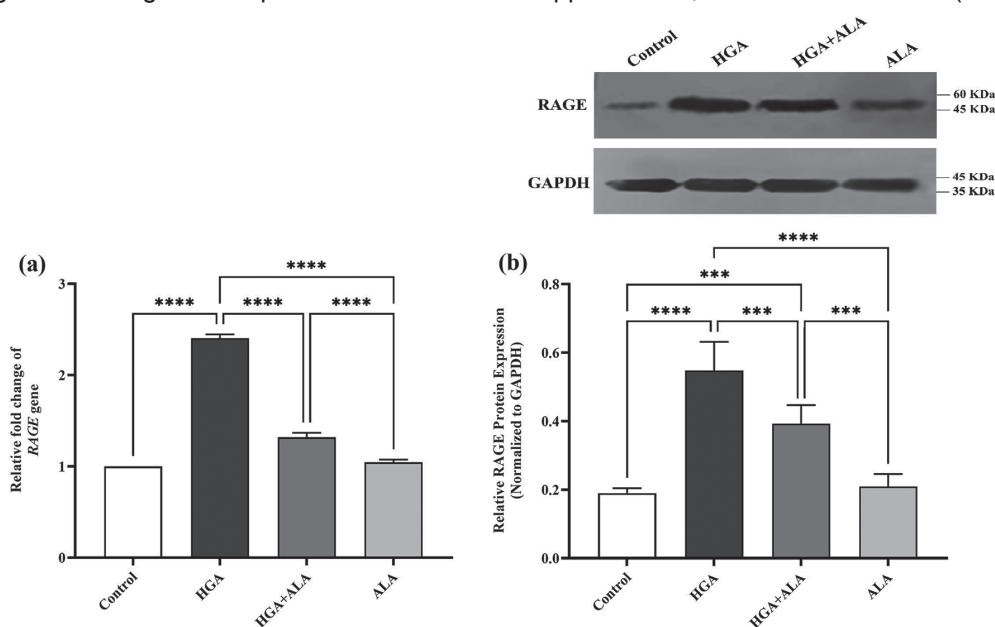 Control HGA HGA+ALA ALA
RAGE
60 KDa
45 KDa
GAPDH
45 KDa
35 KDa
(a)
Relative fold change of
RAGE gene
3
2
1
0
****
**** **** ****
Control HGA HGA+ALA ALA
(b)
Relative RAGE Protein Expression
(Normalized to GAPDH)
0.8
0.6
0.4
0.2
0.0
****
***
**** *** ***
Control HGA HGA+ALA ALA